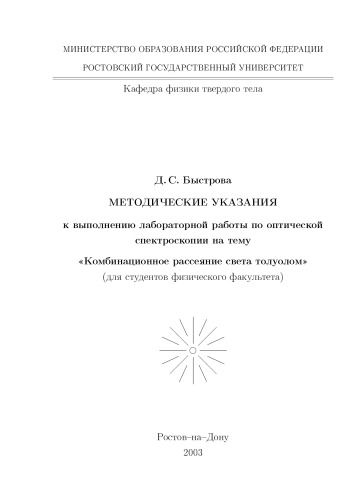 МИНИСТЕРСТВО ОБРАЗОВАНИЯ РОССИЙСКОЙ ФЕДЕРАЦИИ
РОСТОВСКИЙ ГОСУДАРСТВЕННЫЙ УНИВЕРСИТЕТ
Кафедра физики твердого тела
Д. С. Быстрова
МЕТОДИЧЕСКИЕ УКАЗАНИЯ
к выполнению лабораторной работы по оптической
спектроскопии на тему
«Комбинационное рассеяние света толуолом»
(для студентов физического факультета)
Ростов–на–Дону
2003